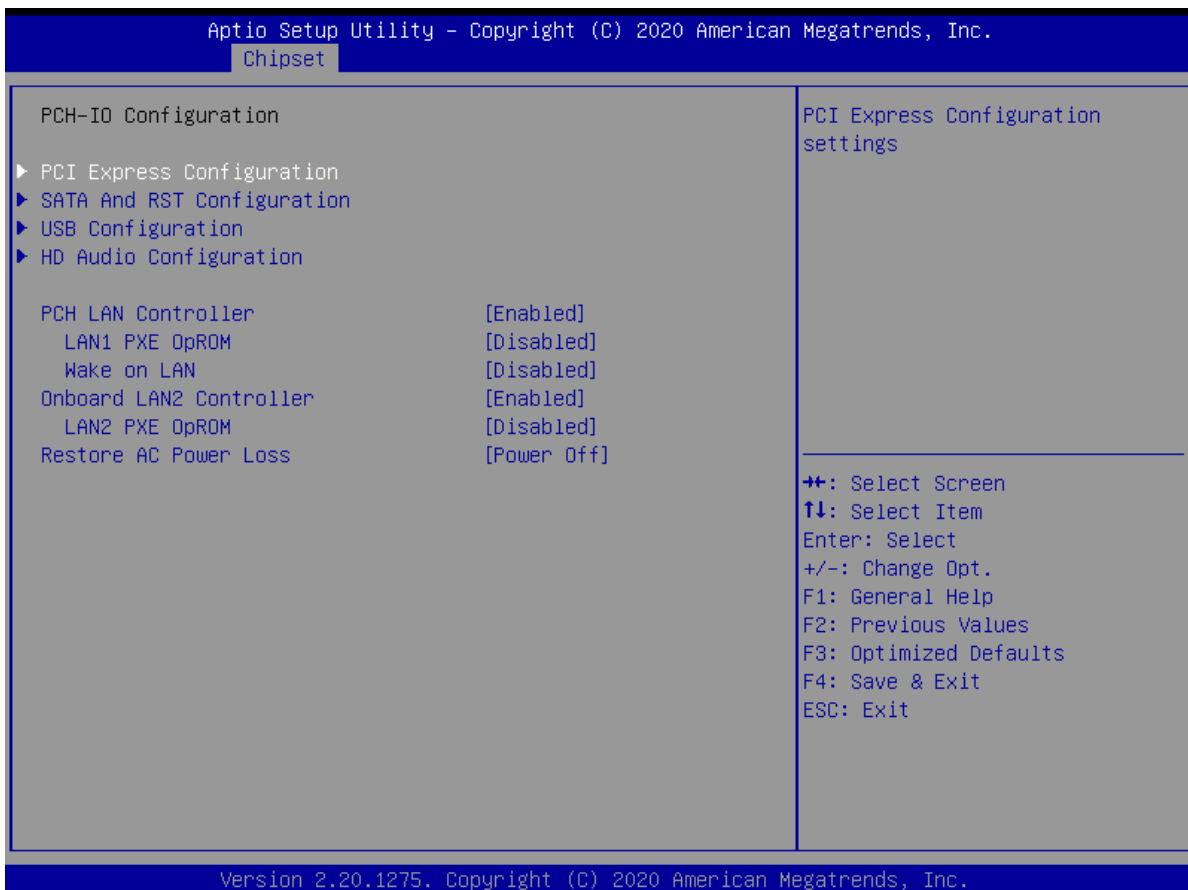 Aptio Setup Utility – Copyright (C) 2020 American Megatrends, Inc.
Chipset
PCH-IO Configuration
▶ PCI Express Configuration
▶ SATA And RST Configuration
▶ USB Configuration
▶ HD Audio Configuration
PCH LAN Controller [Enabled]
LAN1 PXE OpROM [Disabled]
Wake on LAN [Disabled]
Onboard LAN2 Controller [Enabled]
LAN2 PXE OpROM [Disabled]
Restore AC Power Loss [Power Off]
PCI Express Configuration
settings
→←: Select Screen
↑↓: Select Item
Enter: Select
+/-: Change Opt.
F1: General Help
F2: Previous Values
F3: Optimized Defaults
F4: Save & Exit
ESC: Exit
Version 2.20.1275. Copyright (C) 2020 American Megatrends, Inc.